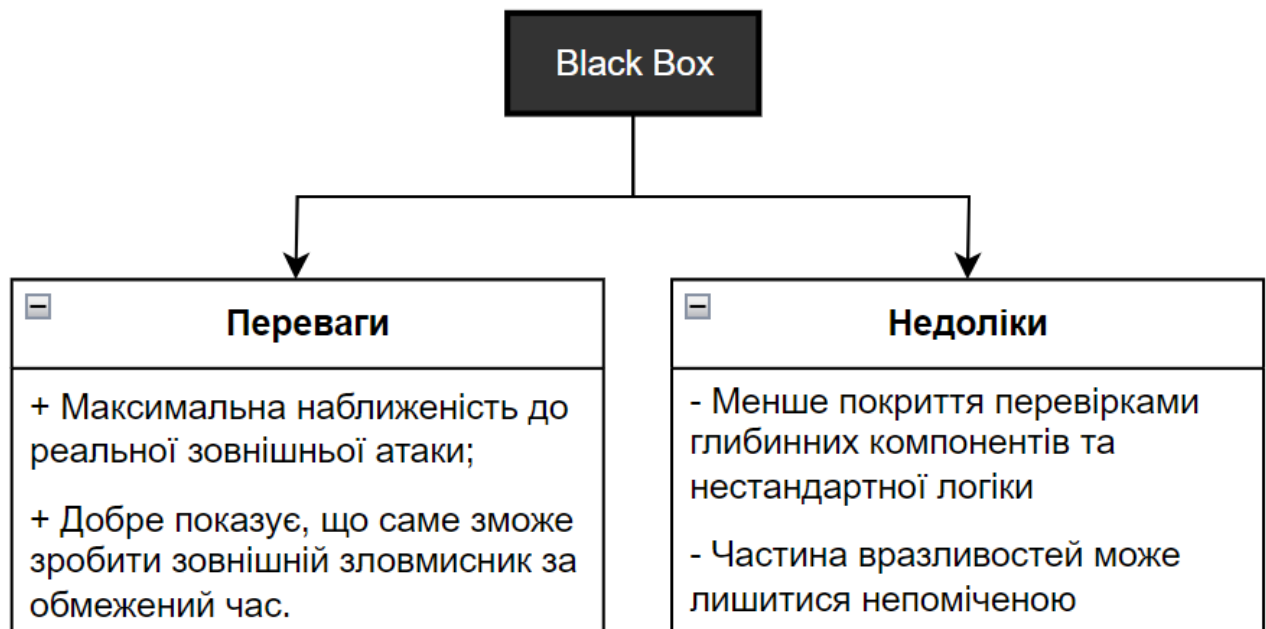 Black Box
Переваги
+ Максимальна наближеність до
реальної зовнішньої атаки;
+ Добре показує, що саме зможе
зробити зовнішній зловмисник за
обмежений час.
Недоліки
- Менше покриття перевірками
глибинних компонентів та
нестандартної логіки
- Частина вразливостей може
лишитися непоміченою